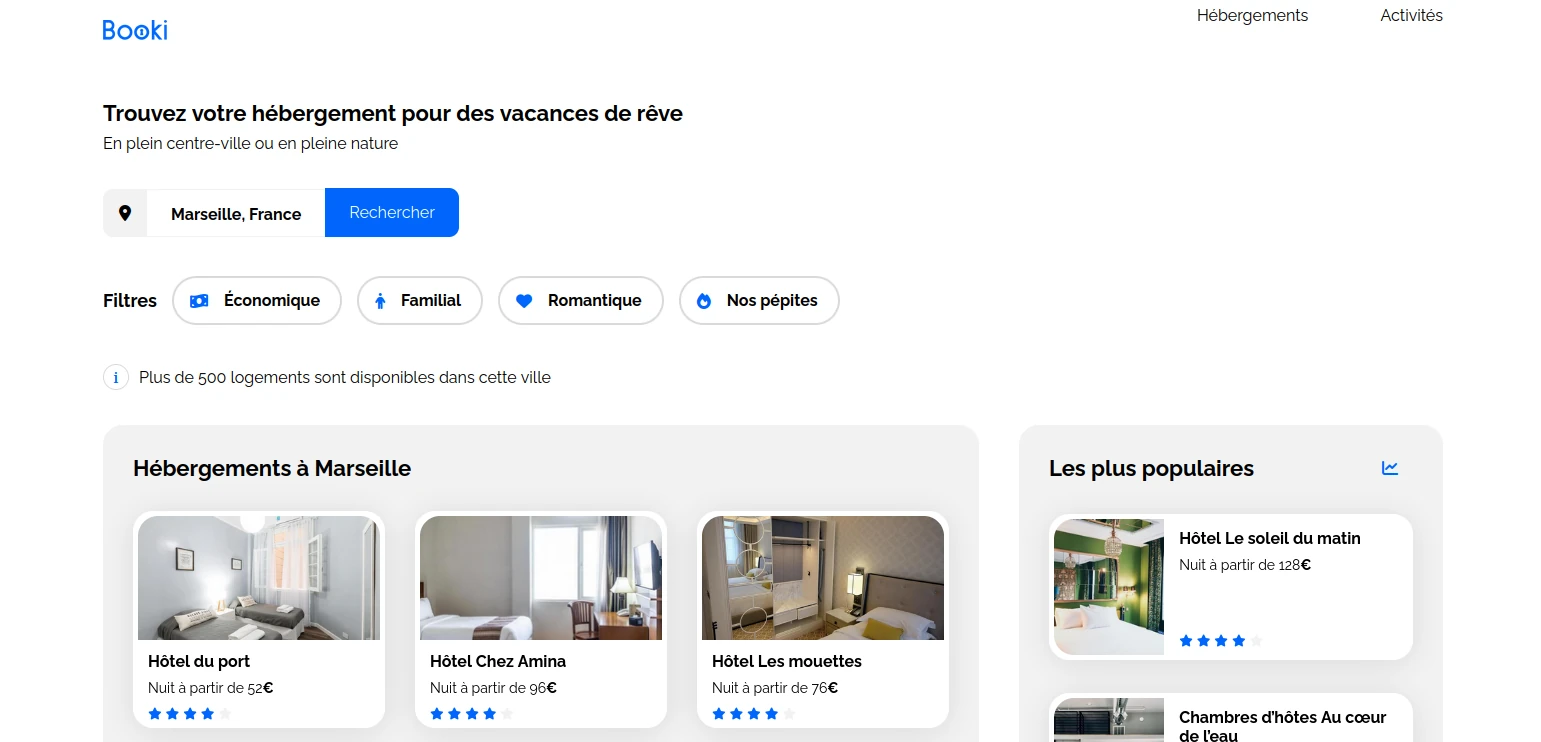 Booki
Hébergements
Activités
Trouvez votre hébergement pour des vacances de rêve
En plein centre-ville ou en pleine nature
Marseille, France
Rechercher
Filtres
Économique
Familial
Romantique
Nos pépites
i
Plus de 500 logements sont disponibles dans cette ville
Hébergements à Marseille
Hôtel du port
Nuit à partir de 52€
Hôtel Chez Amina
Nuit à partir de 96€
Hôtel Les mouettes
Nuit à partir de 76€
Les plus populaires
Hôtel Le soleil du matin
Nuit à partir de 128€
Chambres d'hôtes Au cœur
de l'eau